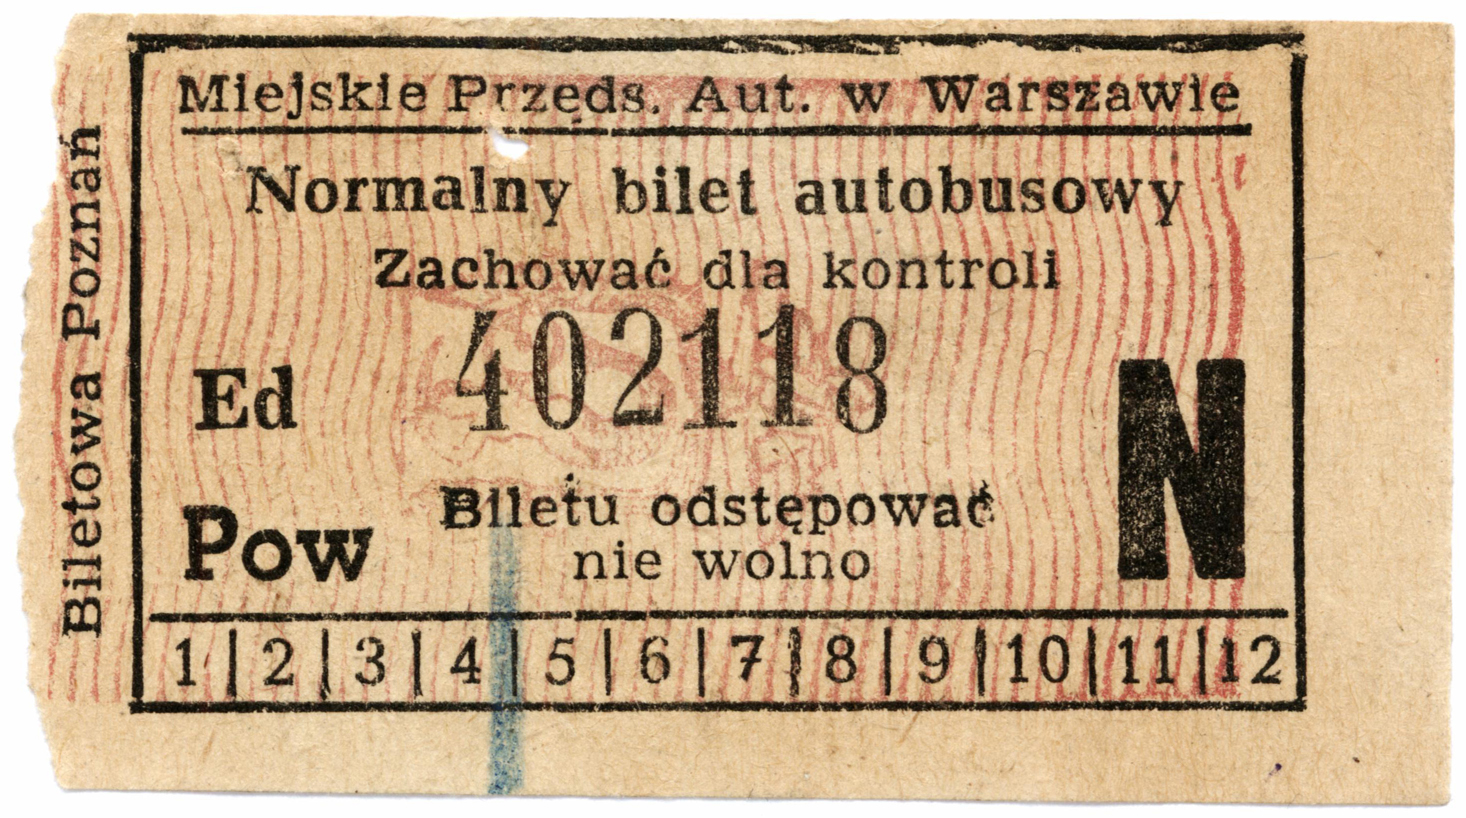 Miejskie Przeds. Aut. w Warszawie
Normalny bilet autobusowy
Zachować dla kontroli
Ed 402118
N
Pow
Biletu odstępować
nie wolno
1|2|3|4|5|6|7|8|9|10|11|12
Biletowa Poznań